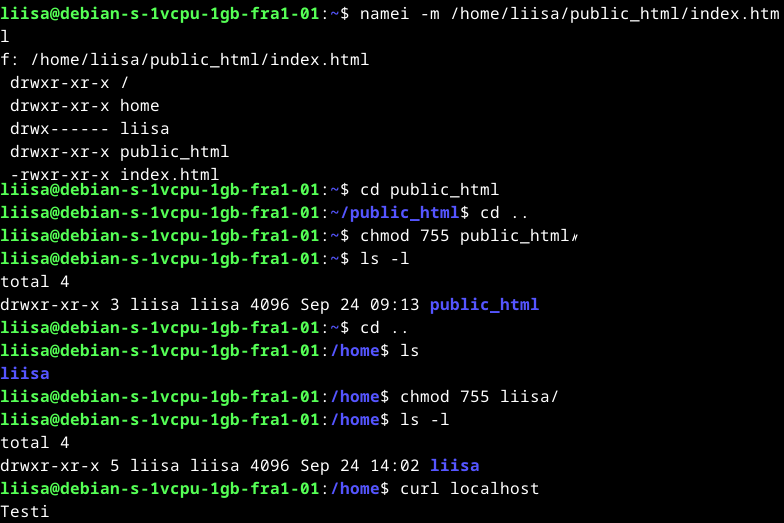 liisa@debian-s-1vcpu-1gb-fra1-01:~$ namei -m /home/liisa/public_html/index.htm
l
f: /home/liisa/public_html/index.html
 drwxr-xr-x /
 drwxr-xr-x home
 drwx------ liisa
 drwxr-xr-x public_html
 -rwxr-xr-x index.html
liisa@debian-s-1vcpu-1gb-fra1-01:~$ cd public_html
liisa@debian-s-1vcpu-1gb-fra1-01:~/public_html$ cd ..
liisa@debian-s-1vcpu-1gb-fra1-01:~$ chmod 755 public_html
liisa@debian-s-1vcpu-1gb-fra1-01:~$ ls -l
total 4
drwxr-xr-x 3 liisa liisa 4096 Sep 24 09:13 public_html
liisa@debian-s-1vcpu-1gb-fra1-01:~$ cd ..
liisa@debian-s-1vcpu-1gb-fra1-01:/home$ ls
liisa
liisa@debian-s-1vcpu-1gb-fra1-01:/home$ chmod 755 liisa/
liisa@debian-s-1vcpu-1gb-fra1-01:/home$ ls -l
total 4
drwxr-xr-x 5 liisa liisa 4096 Sep 24 14:02 liisa
liisa@debian-s-1vcpu-1gb-fra1-01:/home$ curl localhost
Testi